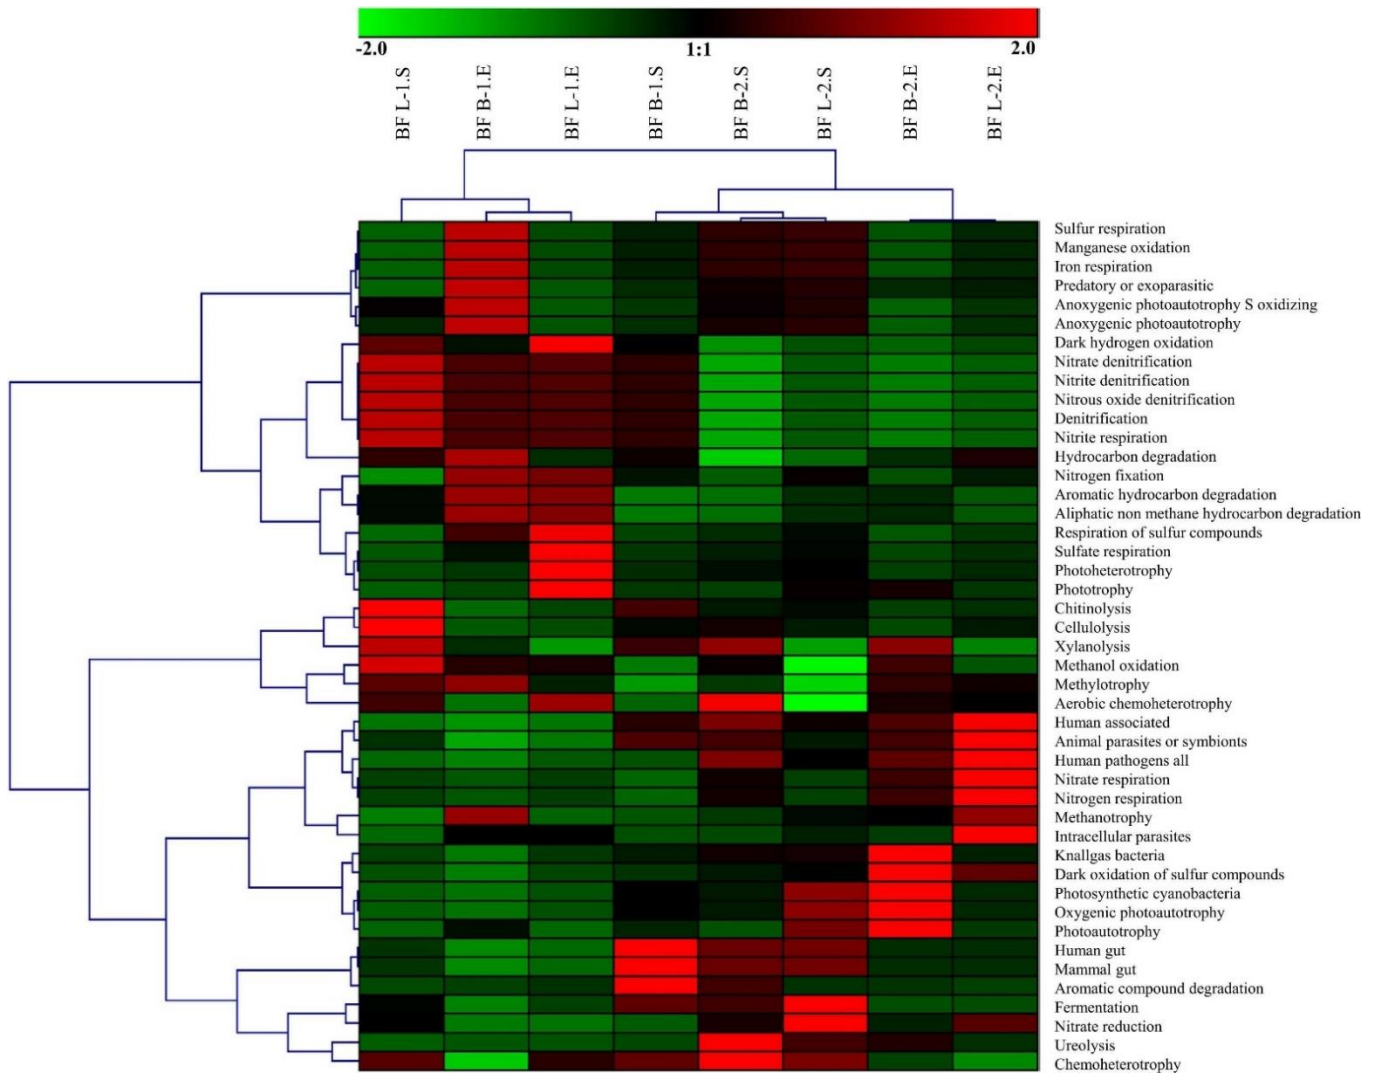 -2.0 1:1 2.0
BF L-1.S
BF B-1.E
BF L-1.E
BF B-1.S
BF B-2.S
BF L-2.S
BF B-2.E
BF L-2.E
Sulfur respiration
Manganese oxidation
Iron respiration
Predatory or exoparasitic
Anoxygenic photoautotrophy S oxidizing
Anoxygenic photoautotrophy
Dark hydrogen oxidation
Nitrate denitrification
Nitrite denitrification
Nitrous oxide denitrification
Denitrification
Nitrite respiration
Hydrocarbon degradation
Nitrogen fixation
Aromatic hydrocarbon degradation
Aliphatic non methane hydrocarbon degradation
Respiration of sulfur compounds
Sulfate respiration
Photoheterotrophy
Phototrophy
Chitinolysis
Cellulolysis
Xylanolysis
Methanol oxidation
Methylotrophy
Aerobic chemoheterotrophy
Human associated
Animal parasites or symbionts
Human pathogens all
Nitrate respiration
Nitrogen respiration
Methanotrophy
Intracellular parasites
Knallgas bacteria
Dark oxidation of sulfur compounds
Photosynthetic cyanobacteria
Oxygenic photoautotrophy
Photoautotrophy
Human gut
Mammal gut
Aromatic compound degradation
Fermentation
Nitrate reduction
Ureolysis
Chemoheterotrophy